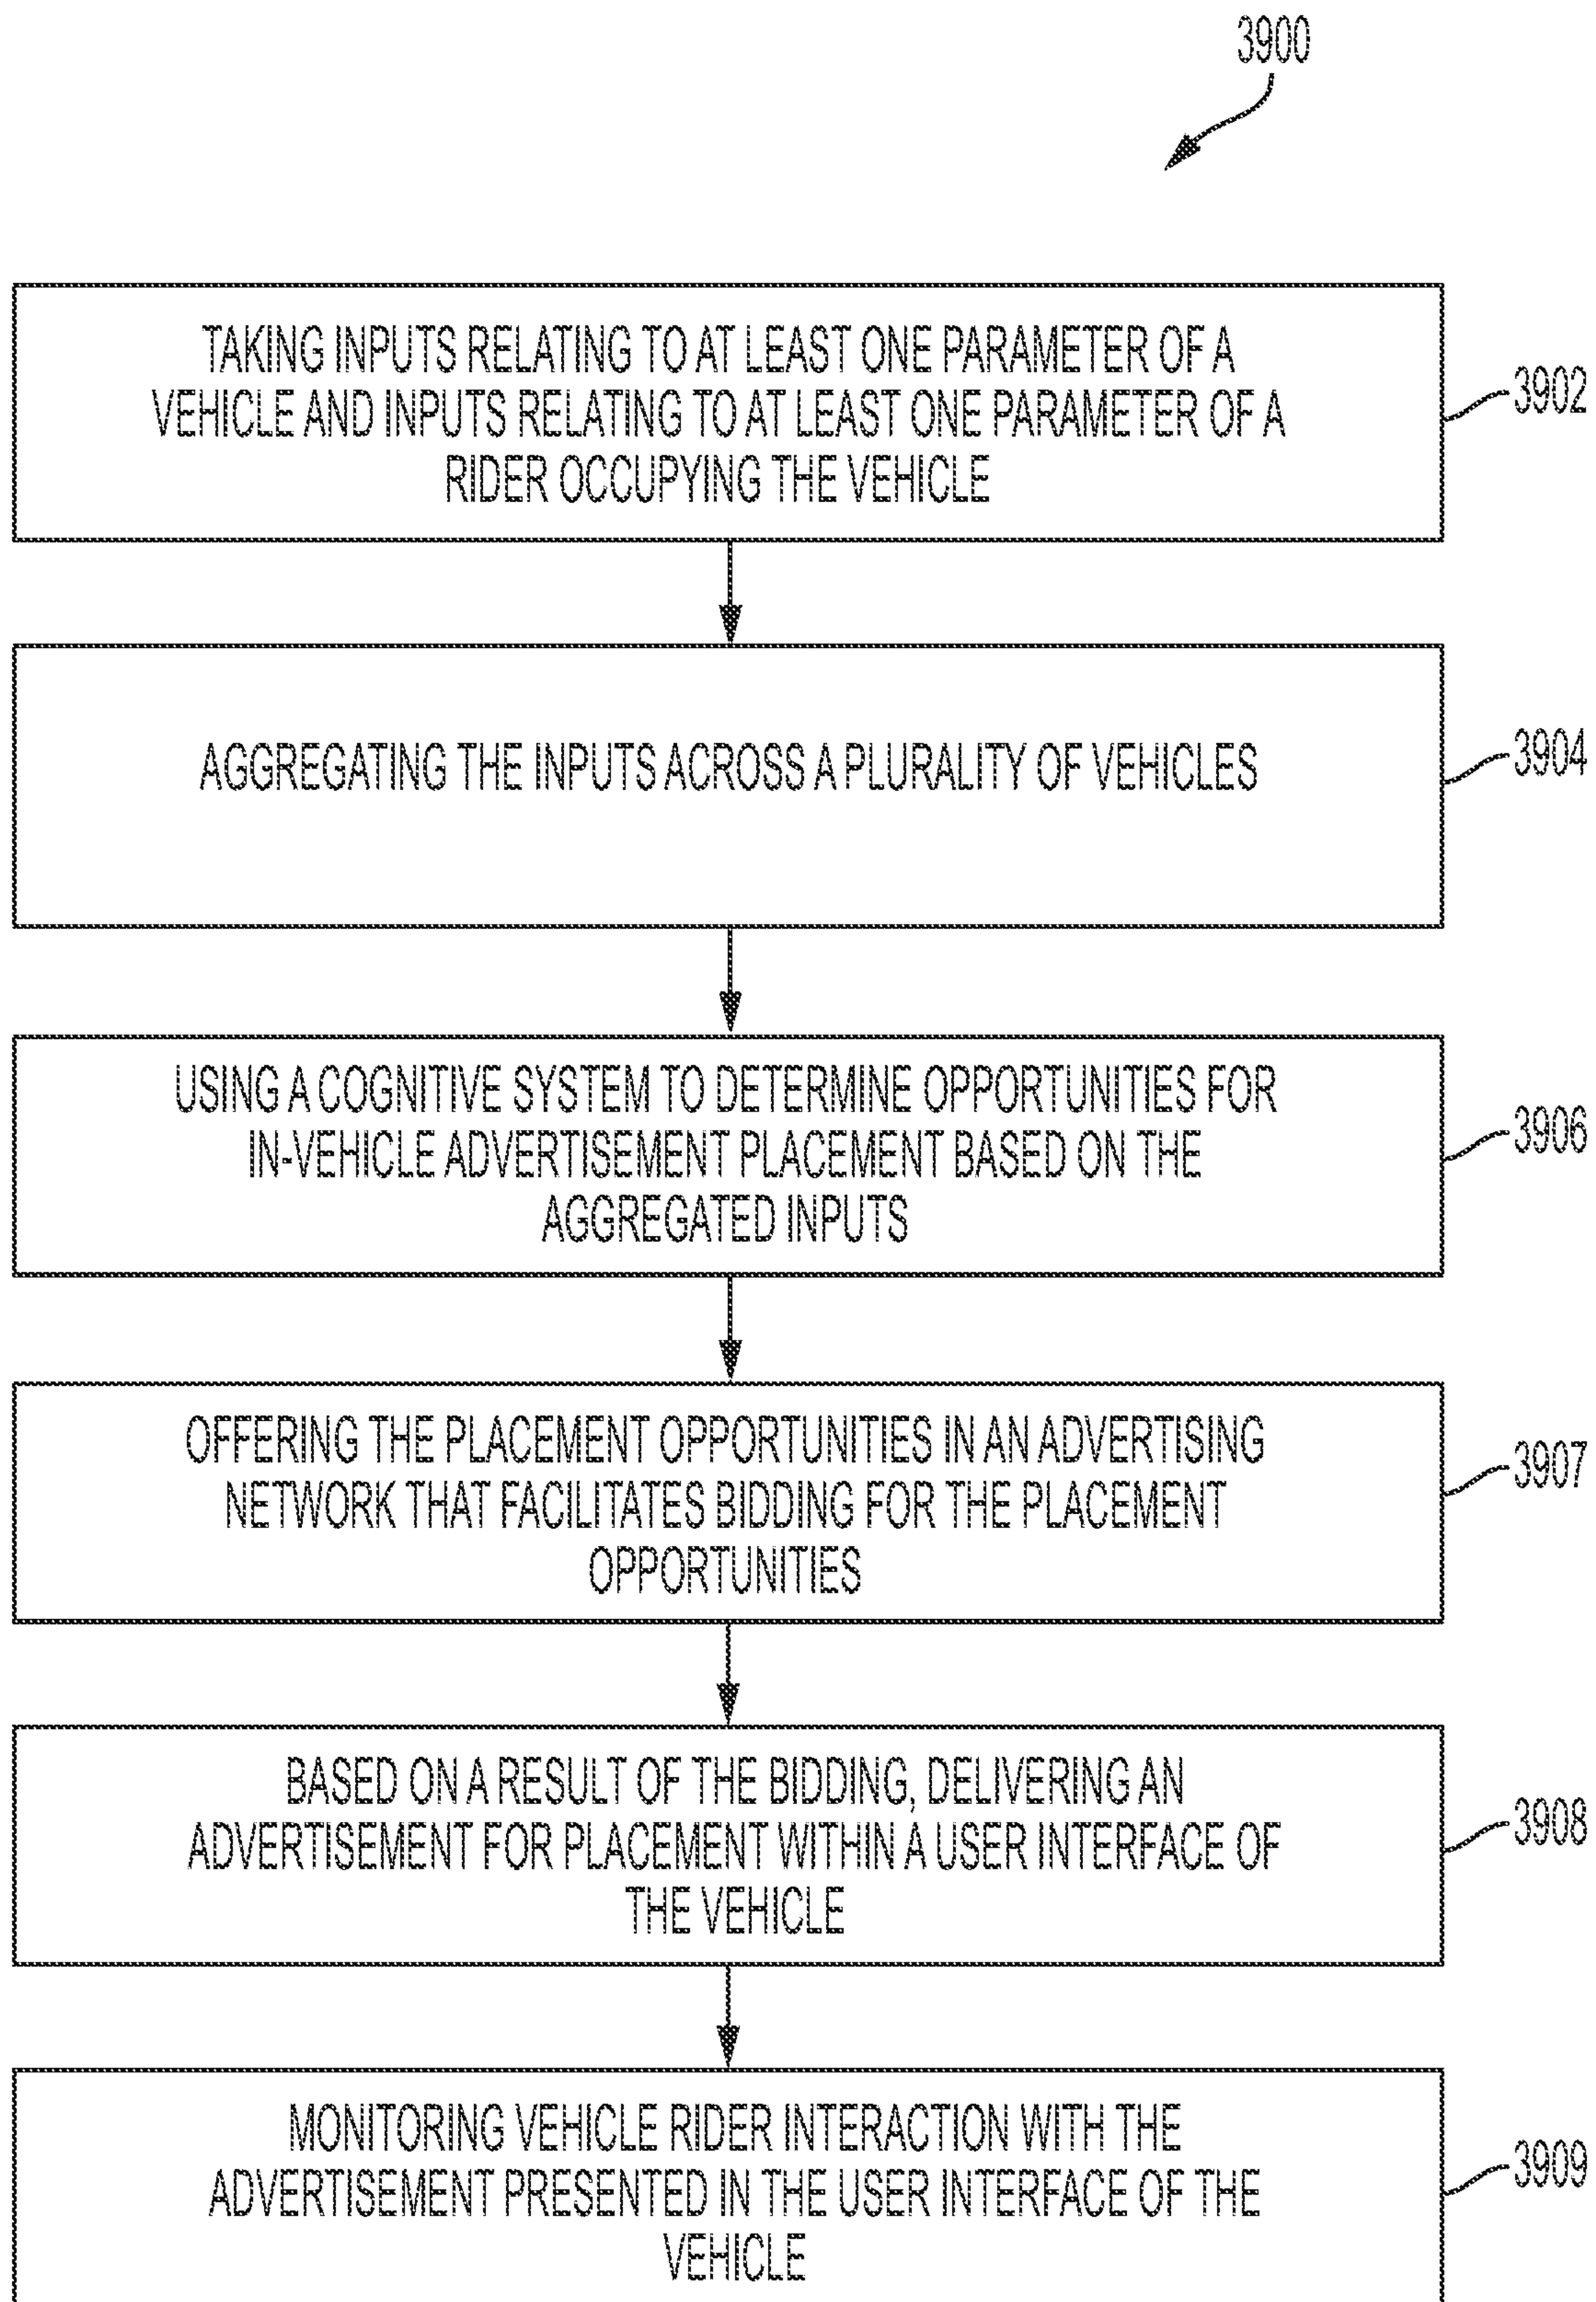 3900
TAKING INPUTS RELATING TO AT LEAST ONE PARAMETER OF A
VEHICLE AND INPUTS RELATING TO AT LEAST ONE PARAMETER OF A
RIDER OCCUPYING THE VEHICLE
3902
AGGREGATING THE INPUTS ACROSS A PLURALITY OF VEHICLES
3904
USING A COGNITIVE SYSTEM TO DETERMINE OPPORTUNITIES FOR
IN-VEHICLE ADVERTISEMENT PLACEMENT BASED ON THE
AGGREGATED INPUTS
3906
OFFERING THE PLACEMENT OPPORTUNITIES IN AN ADVERTISING
NETWORK THAT FACILITATES BIDDING FOR THE PLACEMENT
OPPORTUNITIES
3907
BASED ON A RESULT OF THE BIDDING, DELIVERING AN
ADVERTISEMENT FOR PLACEMENT WITHIN A USER INTERFACE OF
THE VEHICLE
3908
MONITORING VEHICLE RIDER INTERACTION WITH THE
ADVERTISEMENT PRESENTED IN THE USER INTERFACE OF THE
VEHICLE
3909